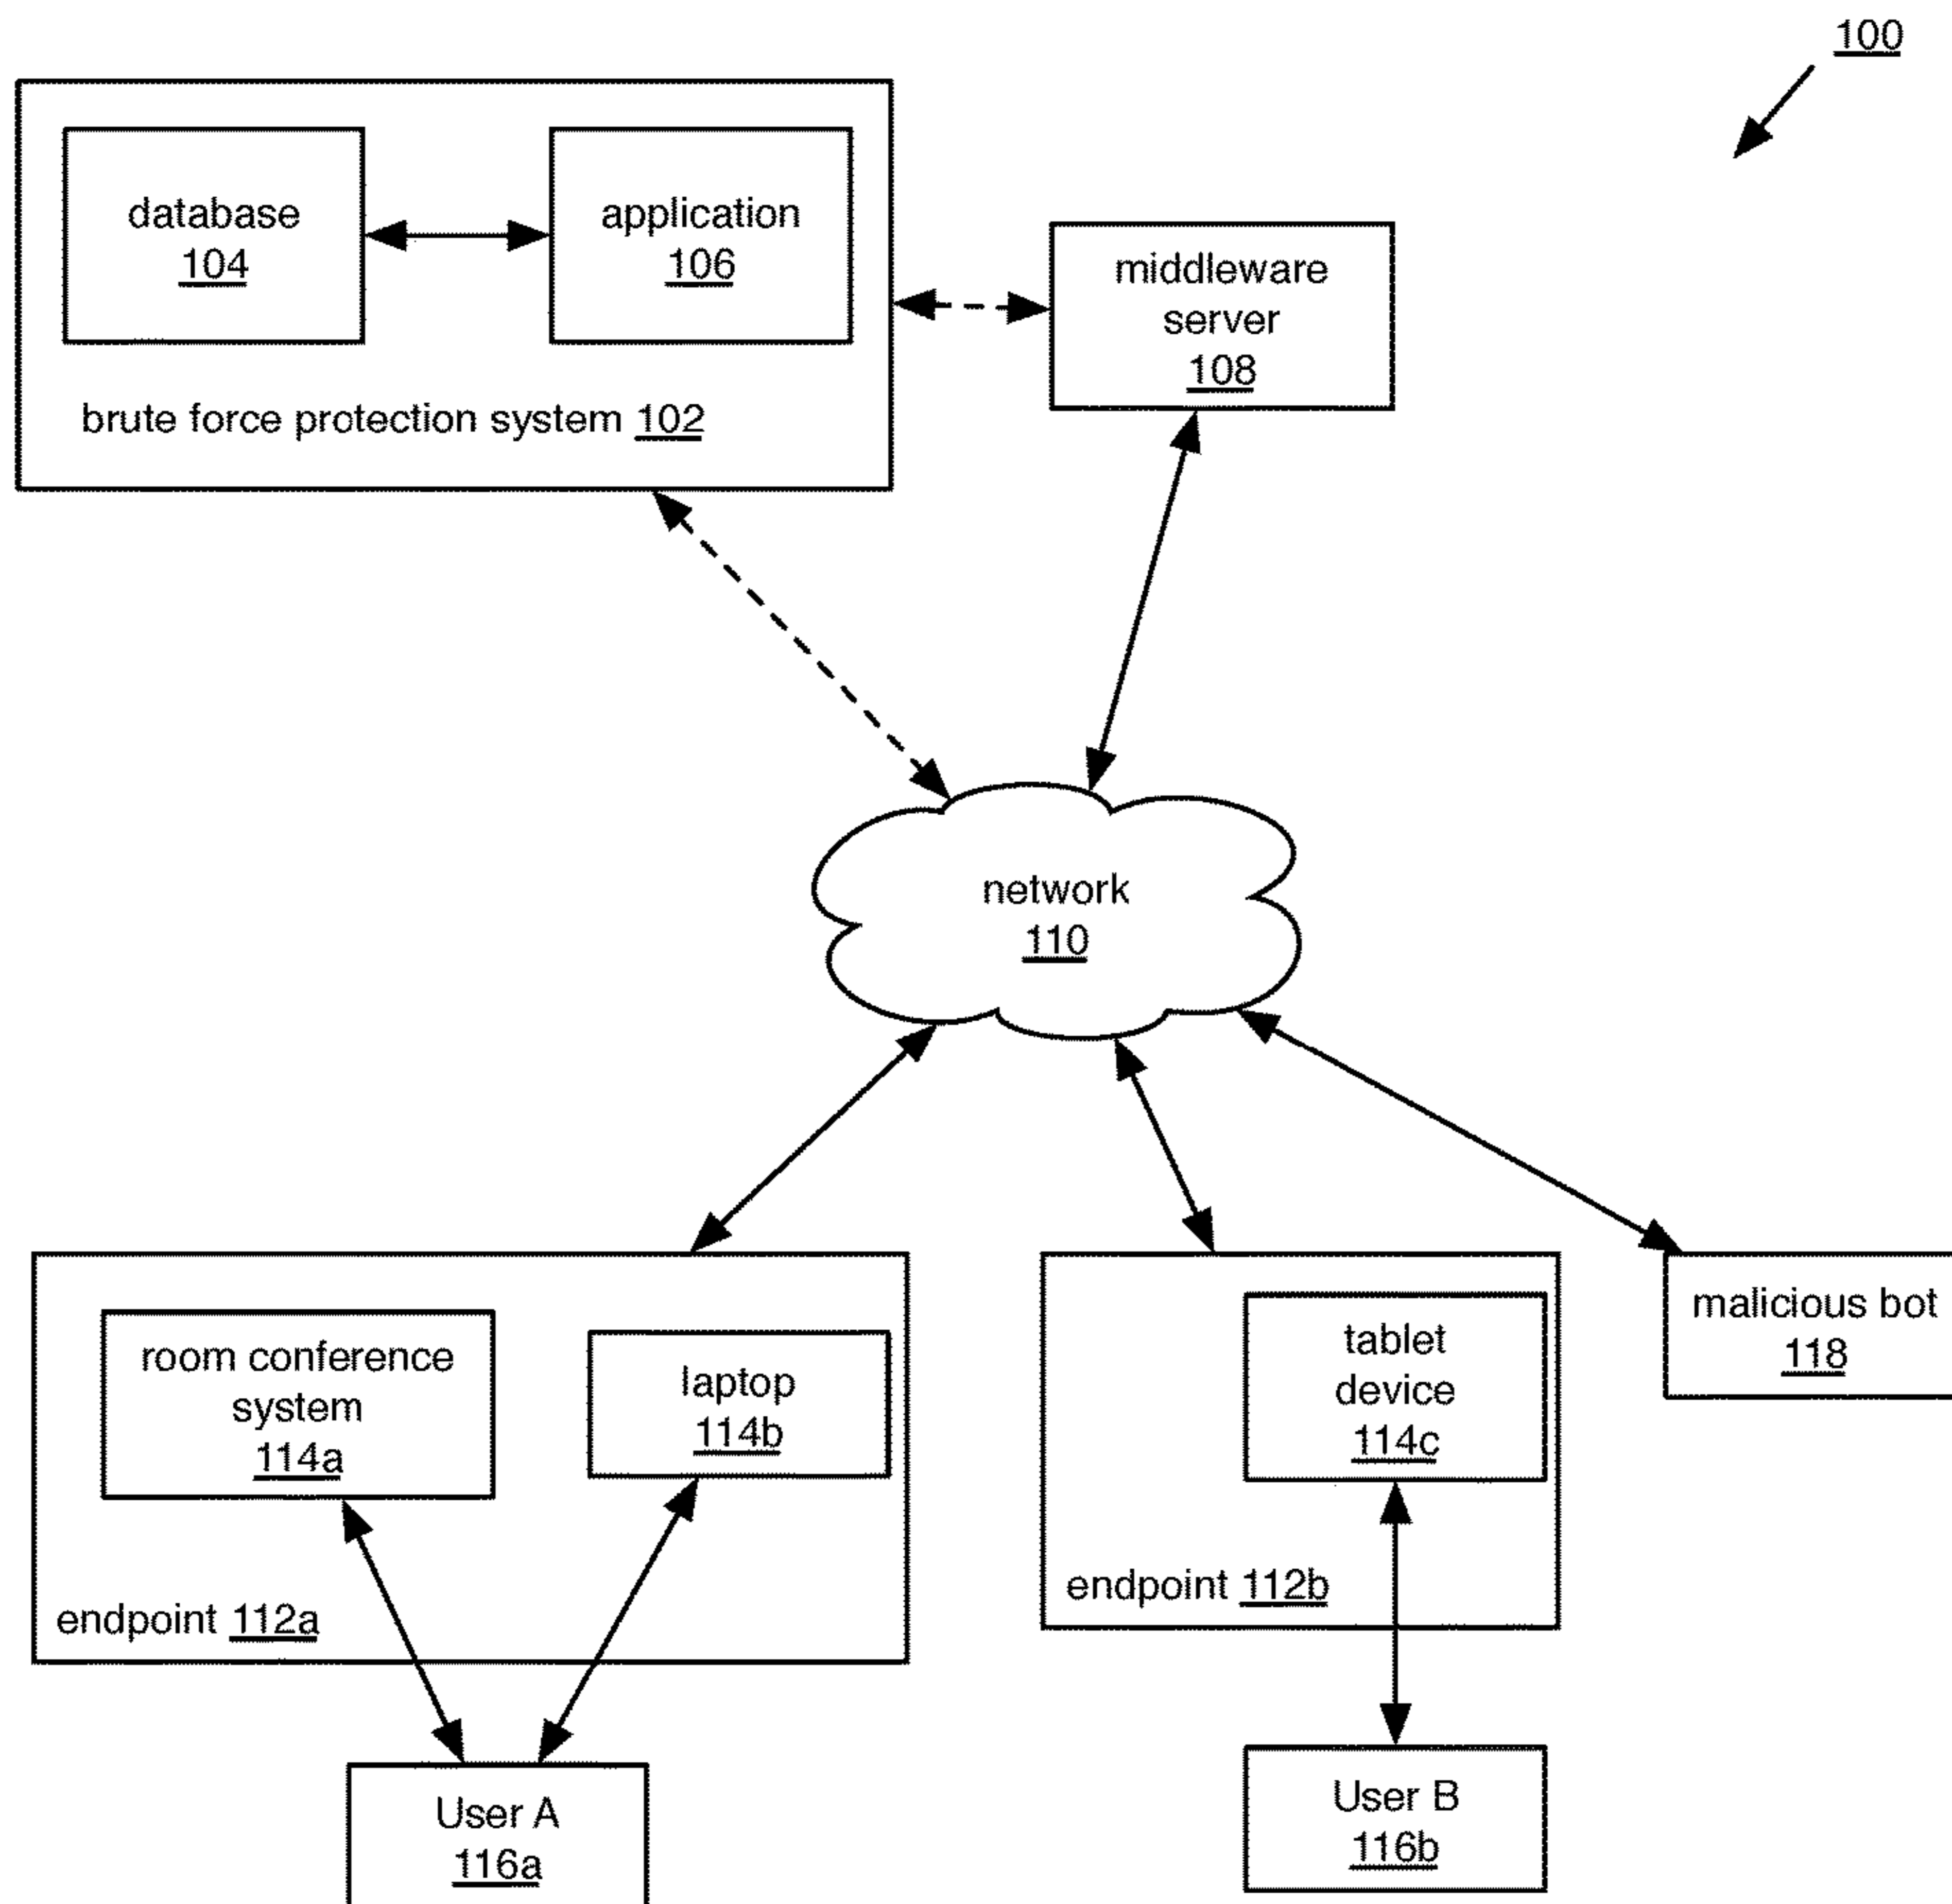 100
database
104
application
106
brute force protection system 102
middleware
server
108
network
110
room conference
system
114a
laptop
114b
endpoint 112a
tablet
device
114c
endpoint 112b
malicious bot
118
User A
116a
User B
116b